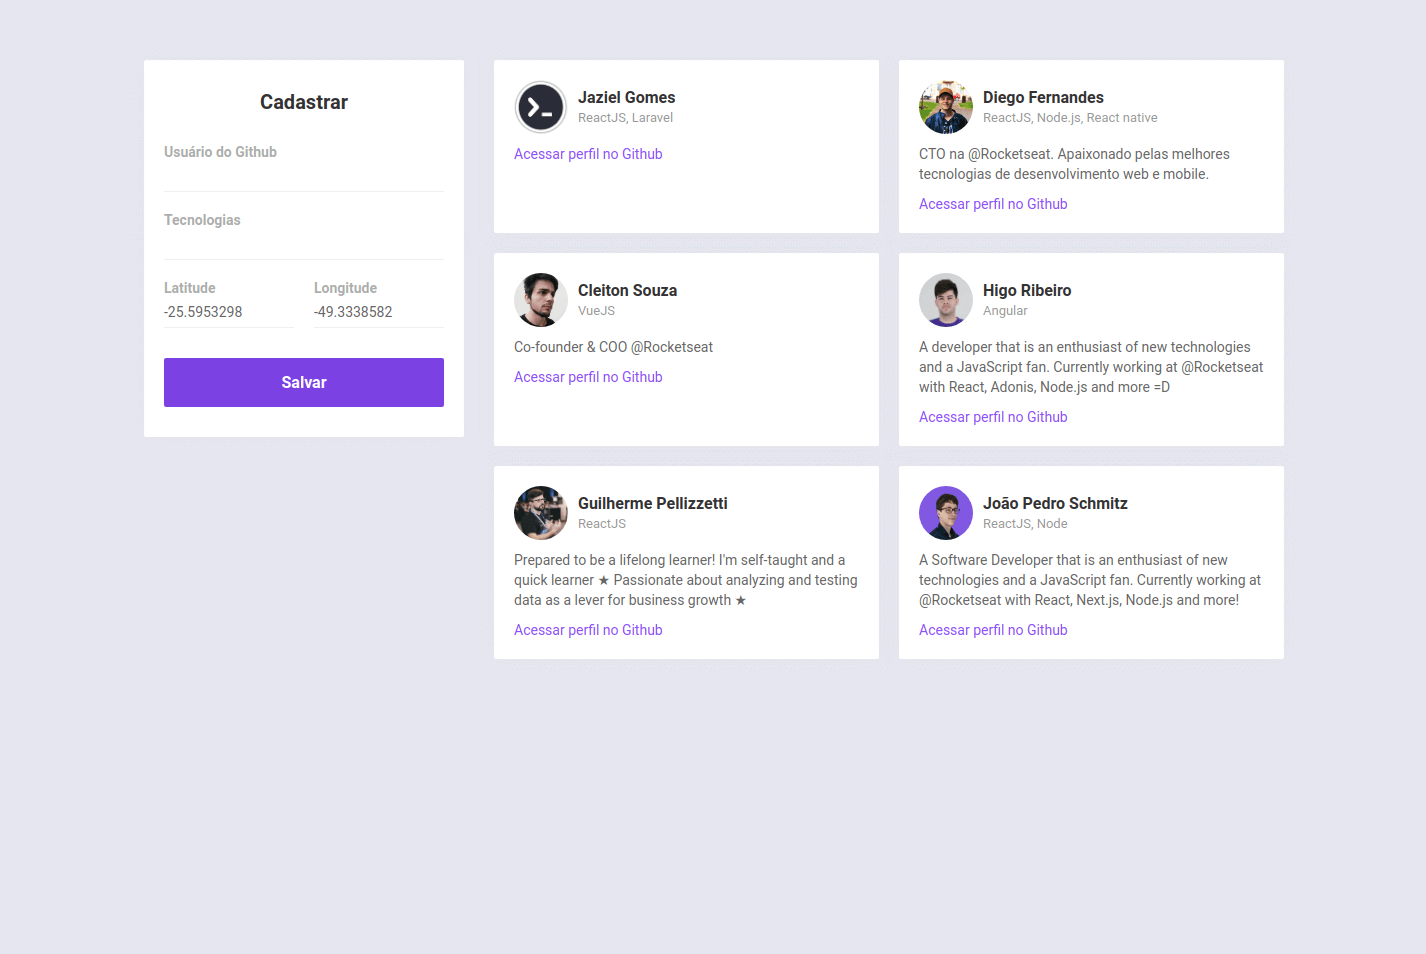 Cadastrar
Usuário do Github
Tecnologias
Latitude
Longitude
-25.5953298
-49.3338582
Salvar
Jaziel Gomes
ReactJS, Laravel
Acessar perfil no Github
Diego Fernandes
ReactJS, Node.js, React native
CTO na @Rocketseat. Apaixonado pelas melhores
tecnologias de desenvolvimento web e mobile.
Acessar perfil no Github
Cleiton Souza
VueJS
Co-founder & COO @Rocketseat
Acessar perfil no Github
Higo Ribeiro
Angular
A developer that is an enthusiast of new technologies
and a JavaScript fan. Currently working at @Rocketseat
with React, Adonis, Node.js and more =D
Acessar perfil no Github
Guilherme Pellizzetti
ReactJS
Prepared to be a lifelong learner! I'm self-taught and a
quick learner ★ Passionate about analyzing and testing
data as a lever for business growth ★
Acessar perfil no Github
João Pedro Schmitz
ReactJS, Node
A Software Developer that is an enthusiast of new
technologies and a JavaScript fan. Currently working at
@Rocketseat with React, Next.js, Node.js and more!
Acessar perfil no Github